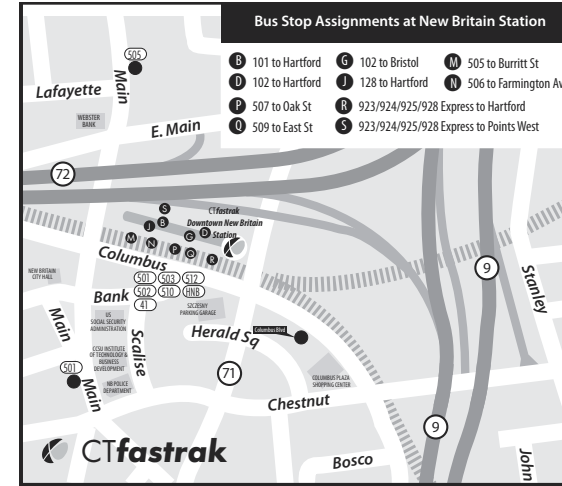 Bus Stop Assignments at New Britain Station
B 101 to Hartford
G 102 to Bristol
M 505 to Burritt St
D 102 to Hartford
J 128 to Hartford
N 506 to Farmington Av
P 507 to Oak St
R 923/924/925/928 Express to Hartford
Q 509 to East St
S 923/924/925/928 Express to Points West
505
Main
Lafayette
WEBSTER
BANK
E. Main
72
S
J
B
CTfastrak
Downtown New Britain
Station
G
D
M
N
P
Q
R
Columbus
9
Stanley
NEW BRITAIN
CITY HALL
501 503 512
Bank
502 510 HNB
41
SZCZESNY
PARKING GARAGE
Main
US
SOCIAL SECURITY
ADMINISTRATION
Scalise
Herald Sq
Columbus Blvd
CCSU INSTITUTE
OF TECHNOLOGY &
BUSINESS
DEVELOPMENT
501
Main
NB POLICE
DEPARTMENT
71
COLUMBUS PLAZA
SHOPPING CENTER
Chestnut
9
CTfastrak
Bosco
John